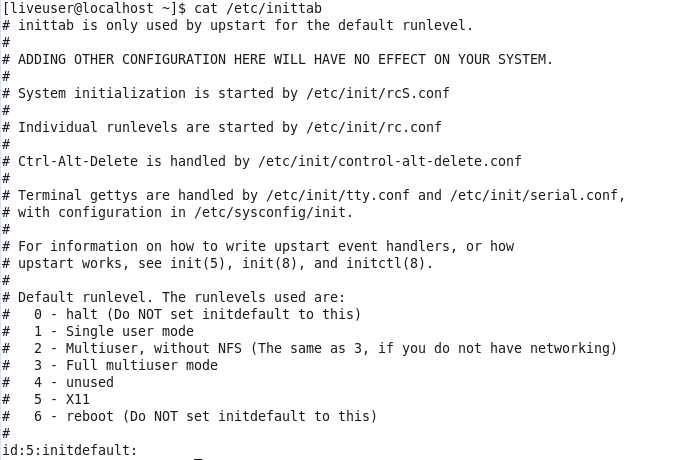 [liveuser@localhost ~]$ cat /etc/inittab
# inittab is only used by upstart for the default runlevel.
#
# ADDING OTHER CONFIGURATION HERE WILL HAVE NO EFFECT ON YOUR SYSTEM.
#
# System initialization is started by /etc/init/rcS.conf
#
# Individual runlevels are started by /etc/init/rc.conf
#
# Ctrl-Alt-Delete is handled by /etc/init/control-alt-delete.conf
#
# Terminal gettys are handled by /etc/init/tty.conf and /etc/init/serial.conf,
# with configuration in /etc/sysconfig/init.
#
# For information on how to write upstart event handlers, or how
# upstart works, see init(5), init(8), and initctl(8).
#
# Default runlevel. The runlevels used are:
#   0 - halt (Do NOT set initdefault to this)
#   1 - Single user mode
#   2 - Multiuser, without NFS (The same as 3, if you do not have networking)
#   3 - Full multiuser mode
#   4 - unused
#   5 - X11
#   6 - reboot (Do NOT set initdefault to this)
#
id:5:initdefault: